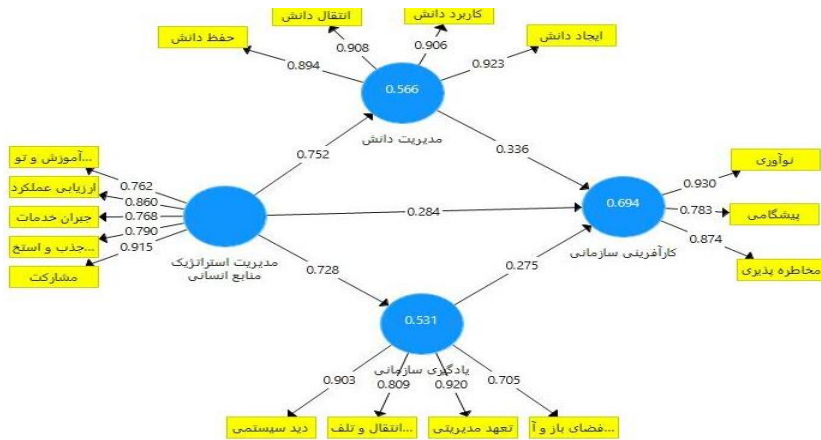 انتقال دانش
کاربرد دانش
حفظ دانش
ایجاد دانش
0.908
0.906
0.894
0.923
0.566
مدیریت دانش
0.752
0.336
آموزش و تو...
ارزیابی عملکرد
جبران خدمات
جذب و استخ...
مشارکت
0.762
0.860
0.768
0.790
0.915
مدیریت استراتژیک
منابع انسانی
0.284
0.694
کارآفرینی سازمانی
0.930
0.783
0.874
نوآوری
پیشگامی
مخاطره پذیری
0.728
0.275
0.531
یادگیری سازمانی
0.903
0.809
0.920
0.705
دید سیستمی
انتقال و تلف...
تعهد مدیریتی
فضای باز و آ...